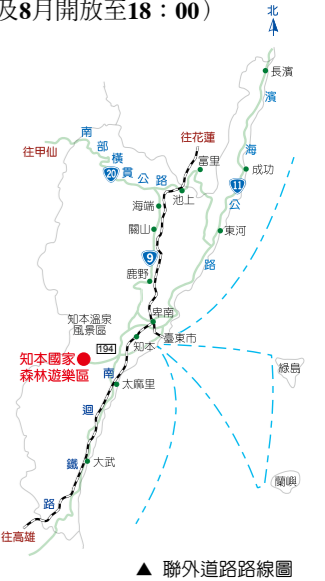 及8月開放至18：00）
北
長濱
濱海公路
往花蓮
南部橫貫公路
往甲仙
富里
20
成功
11
池上
海端
關山
東河
9
鹿野
知本溫泉
風景區
卑南
臺東市
194
知本
知本國家
森林遊樂區
綠島
太麻里
南迴鐵路
大武
蘭嶼
往高雄
▲ 聯外道路路線圖